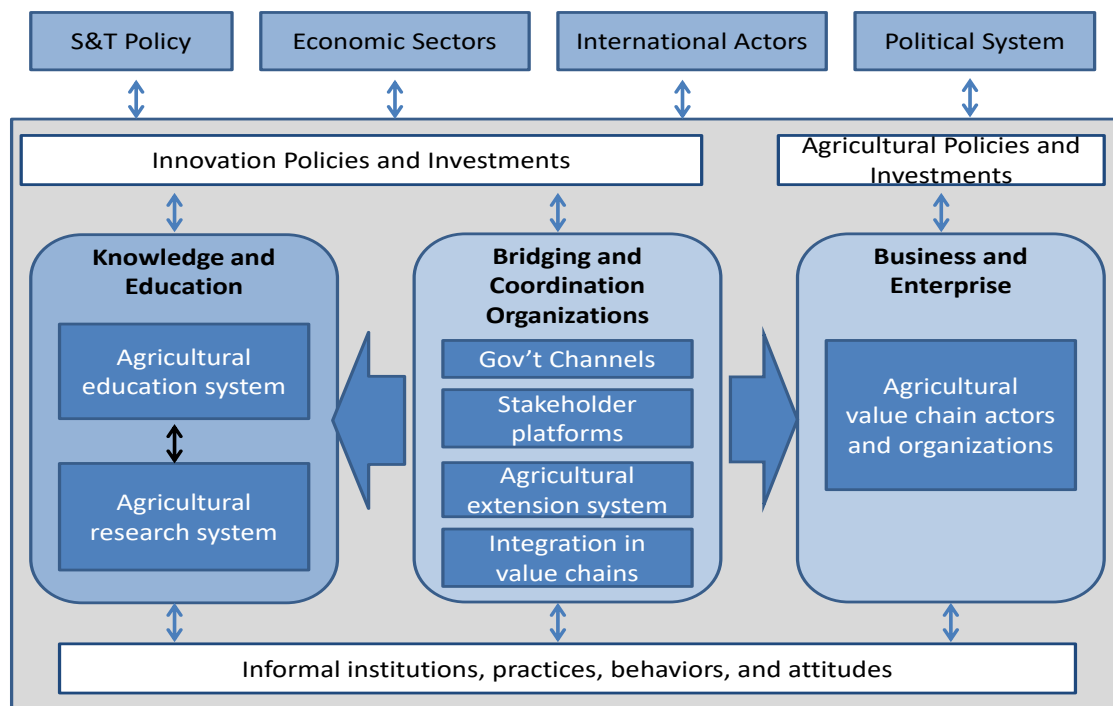 S&T Policy
Economic Sectors
International Actors
Political System
Innovation Policies and Investments
Agricultural Policies and
Investments
Knowledge and
Education
Agricultural
education system
Agricultural
research system
Bridging and
Coordination
Organizations
Gov’t Channels
Stakeholder
platforms
Agricultural
extension system
Integration in
value chains
Business and
Enterprise
Agricultural
value chain actors
and organizations
Informal institutions, practices, behaviors, and attitudes